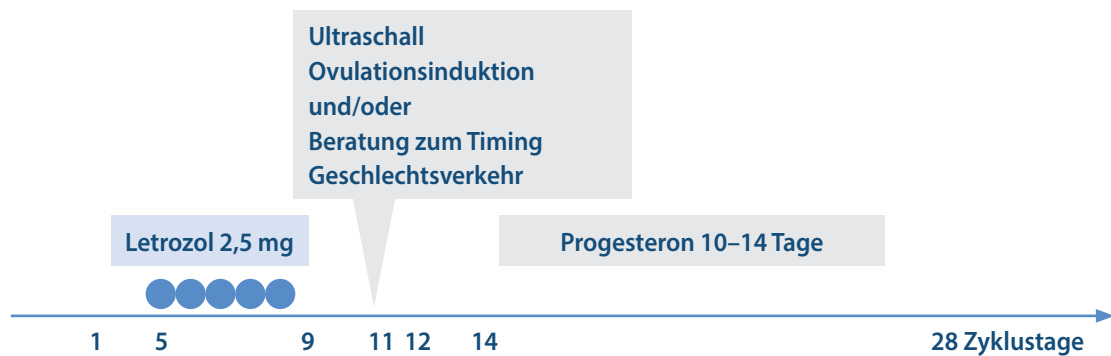 Ultraschall
Ovulationsinduktion
und/oder
Beratung zum Timing
Geschlechtsverkehr
Letrozol 2,5 mg
Progesteron 10–14 Tage
1 5 9 11 12 14 28 Zyklustage